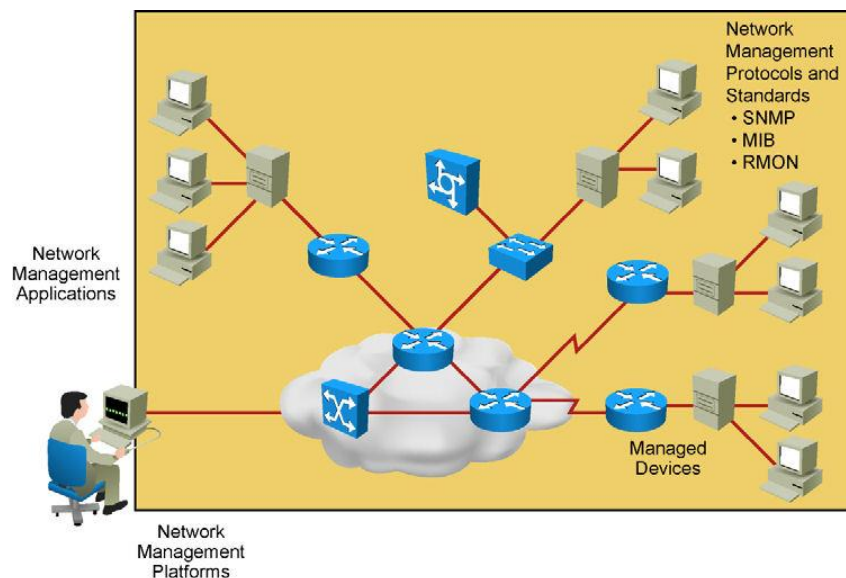 Network
Management
Protocols and
Standards
• SNMP
• MIB
• RMON
Network
Management
Applications
Managed
Devices
Network
Management
Platforms